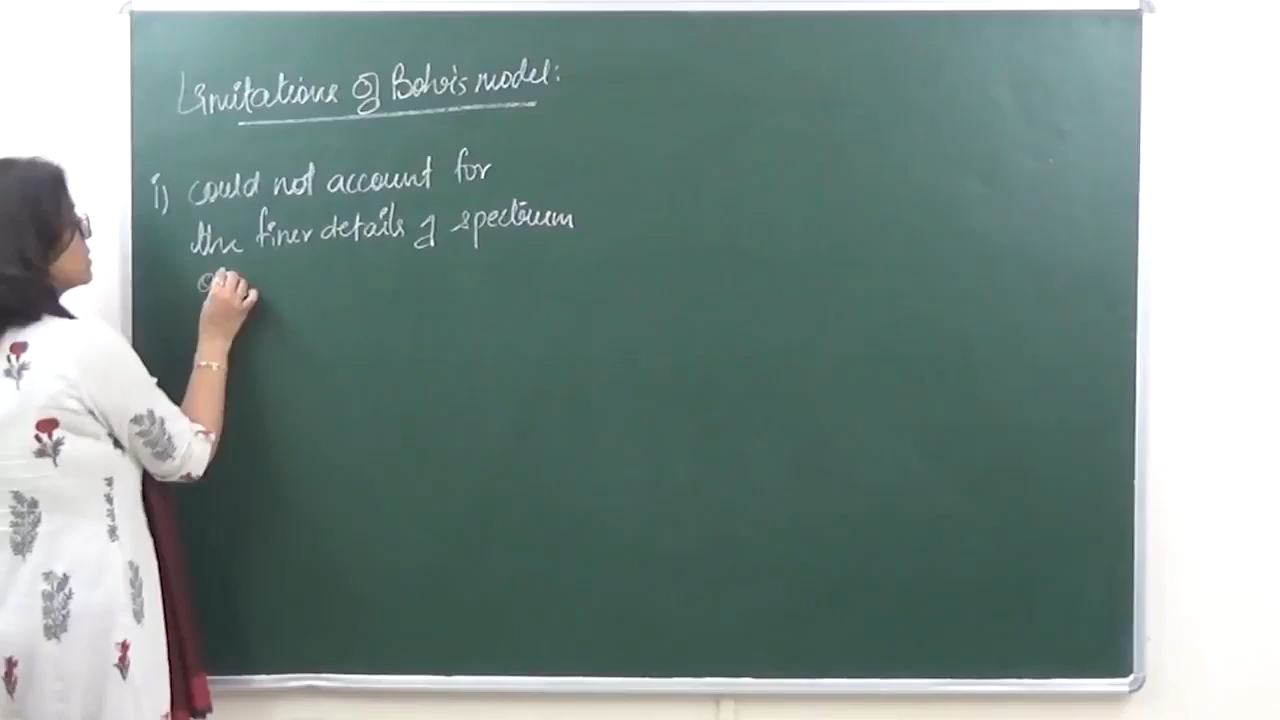 Limitations of Bohr's model:
i) could not account for
the finer details of spectrum